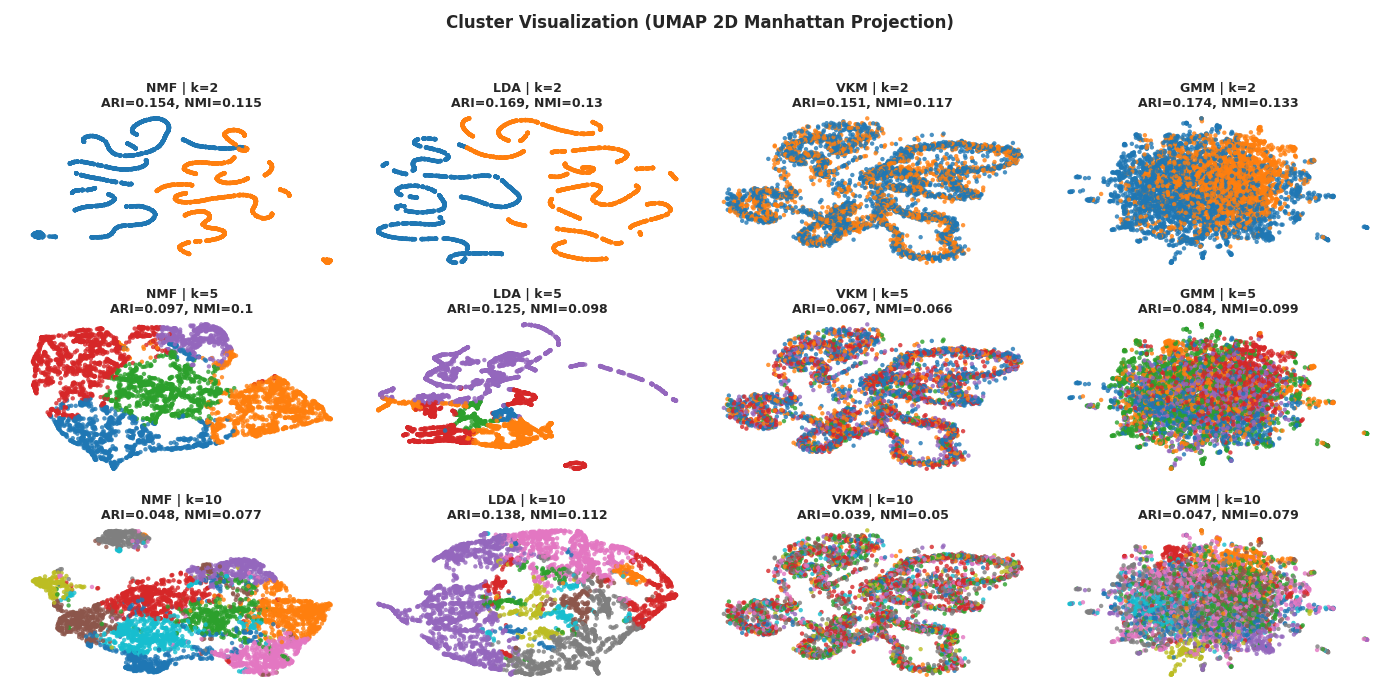 Cluster Visualization (UMAP 2D Manhattan Projection)
NMF | k=2
ARI=0.154, NMI=0.115
LDA | k=2
ARI=0.169, NMI=0.13
VKM | k=2
ARI=0.151, NMI=0.117
GMM | k=2
ARI=0.174, NMI=0.133
NMF | k=5
ARI=0.097, NMI=0.1
LDA | k=5
ARI=0.125, NMI=0.098
VKM | k=5
ARI=0.067, NMI=0.066
GMM | k=5
ARI=0.084, NMI=0.099
NMF | k=10
ARI=0.048, NMI=0.077
LDA | k=10
ARI=0.138, NMI=0.112
VKM | k=10
ARI=0.039, NMI=0.05
GMM | k=10
ARI=0.047, NMI=0.079